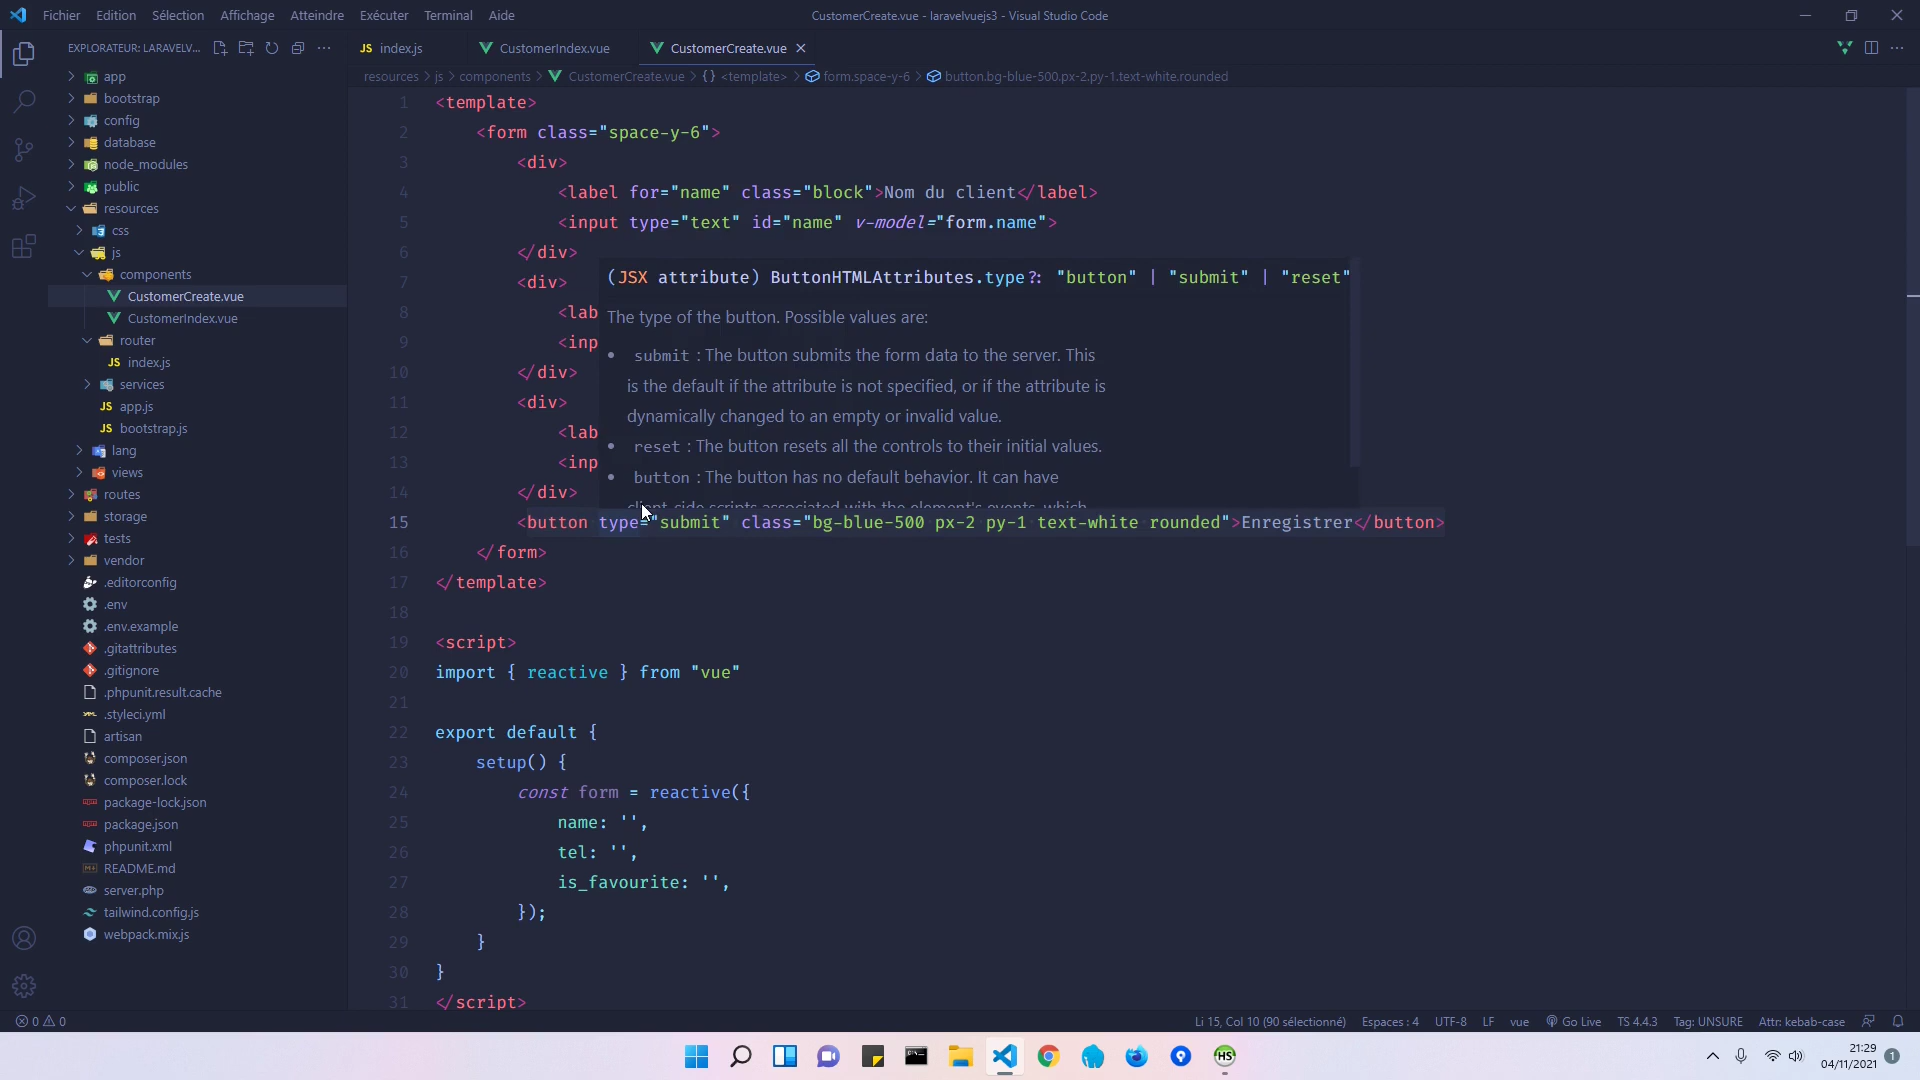 Fichier Edition Sélection Affichage Atteindre Exécuter Terminal Aide
CustomerCreate.vue - laravelvuejs3 - Visual Studio Code
EXPLORATEUR: LARAVELV...
app
bootstrap
config
database
node_modules
public
resources
css
js
components
CustomerCreate.vue
CustomerIndex.vue
router
index.js
services
app.js
bootstrap.js
lang
views
routes
storage
tests
vendor
.editorconfig
.env
.env.example
.gitattributes
.gitignore
.phpunit.result.cache
.styleci.yml
artisan
composer.json
composer.lock
package-lock.json
package.json
phpunit.xml
README.md
server.php
tailwind.config.js
webpack.mix.js
JS index.js CustomerIndex.vue CustomerCreate.vue
resources > js > components > CustomerCreate.vue > {} <template> > form.space-y-6 > button.bg-blue-500.px-2.py-1.text-white.rounded
1 <template>
2 <form class="space-y-6">
3 <div>
4 <label for="name" class="block">Nom du client</label>
5 <input type="text" id="name" v-model="form.name">
6 </div>
7 <div>
8 <lab
9 <inp
10 </div>
11 <div>
12 <lab
13 <inp
14 </div>
(JSX attribute) ButtonHTMLAttributes.type?: "button" | "submit" | "reset"
The type of the button. Possible values are:
• submit : The button submits the form data to the server. This
is the default if the attribute is not specified, or if the attribute is
dynamically changed to an empty or invalid value.
• reset : The button resets all the controls to their initial values.
• button : The button has no default behavior. It can have
client-side scripts associated with the element's events, which
15 <button type="submit" class="bg-blue-500 px-2 py-1 text-white rounded">Enregistrer</button>
16 </form>
17 </template>
18
19 <script>
20 import { reactive } from "vue"
21
22 export default {
23 setup() {
24 const form = reactive({
25 name: '',
26 tel: '',
27 is_favourite: '',
28 });
29 }
30 }
31 </script>
0 0
Li 15, Col 10 (90 sélectionné) Espaces : 4 UTF-8 LF vue Go Live TS 4.4.3 Tag: UNSURE Attr: kebab-case
HS
21:29
04/11/2021
1